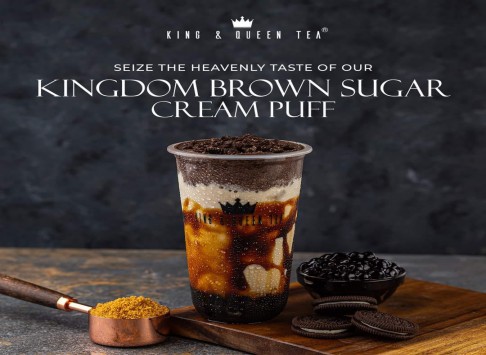 KING & QUEEN TEA®
SEIZE THE HEAVENLY TASTE OF OUR
KINGDOM BROWN SUGAR
CREAM PUFF